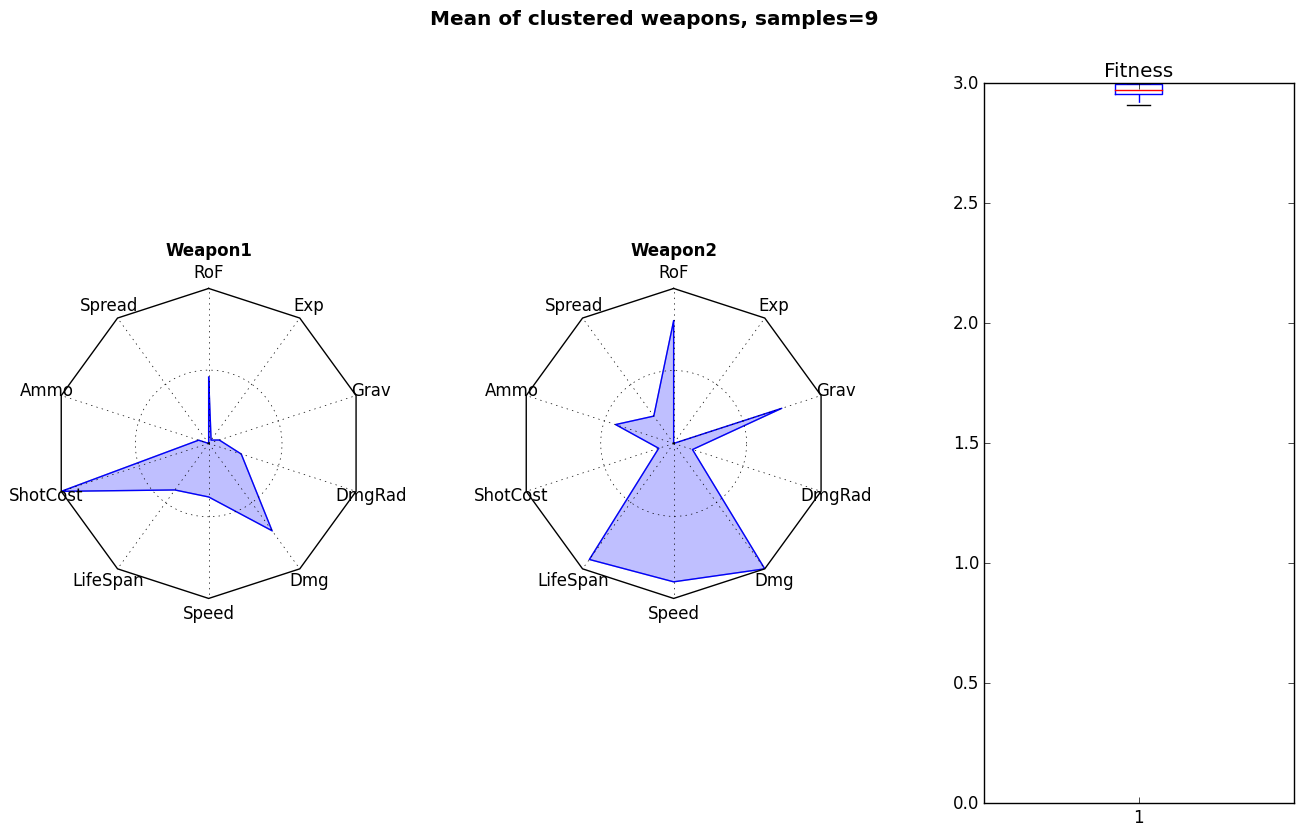 Mean of clustered weapons, samples=9
Weapon1
RoF
Spread
Exp
Ammo
Grav
ShotCost
DmgRad
LifeSpan
Dmg
Speed
Weapon2
RoF
Spread
Exp
Ammo
Grav
ShotCost
DmgRad
LifeSpan
Dmg
Speed
Fitness
3.0
2.5
2.0
1.5
1.0
0.5
0.0
1